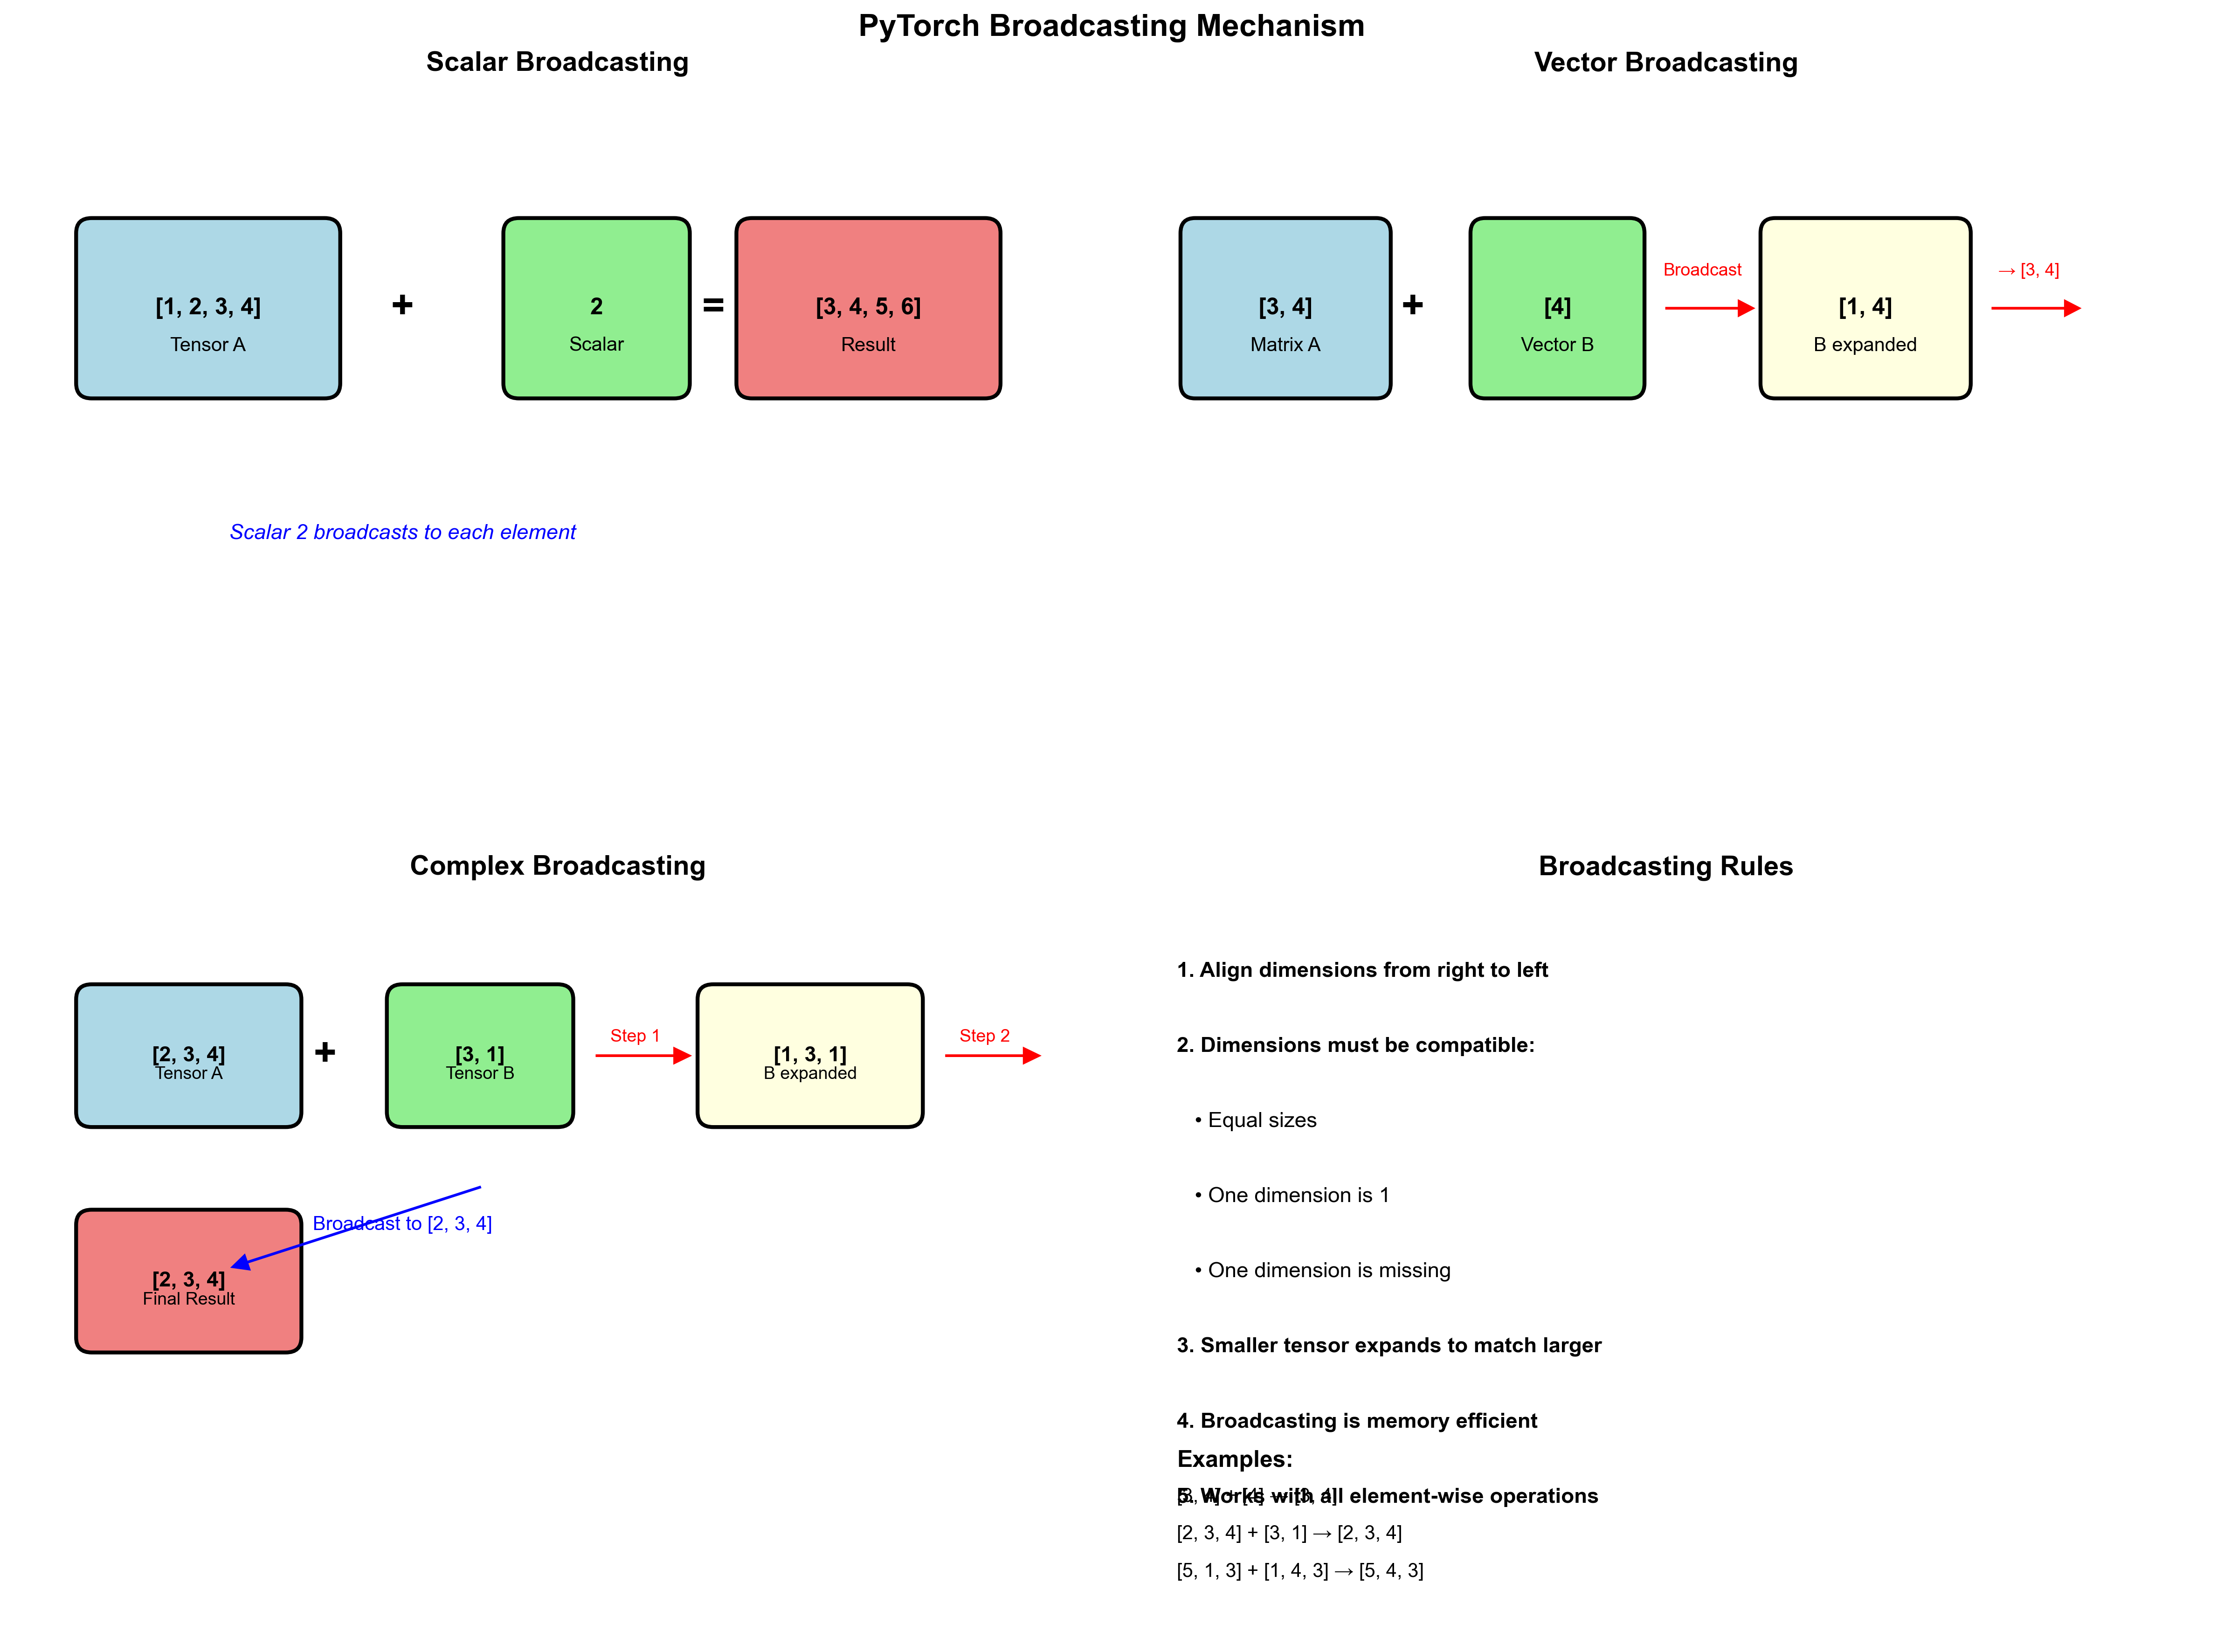 PyTorch Broadcasting Mechanism
Scalar Broadcasting
[1, 2, 3, 4]
Tensor A
+
2
Scalar
=
[3, 4, 5, 6]
Result
Scalar 2 broadcasts to each element
Vector Broadcasting
[3, 4]
Matrix A
+
[4]
Vector B
Broadcast
[1, 4]
B expanded
→ [3, 4]
Complex Broadcasting
[2, 3, 4]
Tensor A
+
[3, 1]
Tensor B
Step 1
[1, 3, 1]
B expanded
Step 2
Broadcast to [2, 3, 4]
[2, 3, 4]
Final Result
Broadcasting Rules
1. Align dimensions from right to left
2. Dimensions must be compatible:
• Equal sizes
• One dimension is 1
• One dimension is missing
3. Smaller tensor expands to match larger
4. Broadcasting is memory efficient
Examples:
5. Works with all element-wise operations
[3, 4] + [4] → [3, 4]
[2, 3, 4] + [3, 1] → [2, 3, 4]
[5, 1, 3] + [1, 4, 3] → [5, 4, 3]